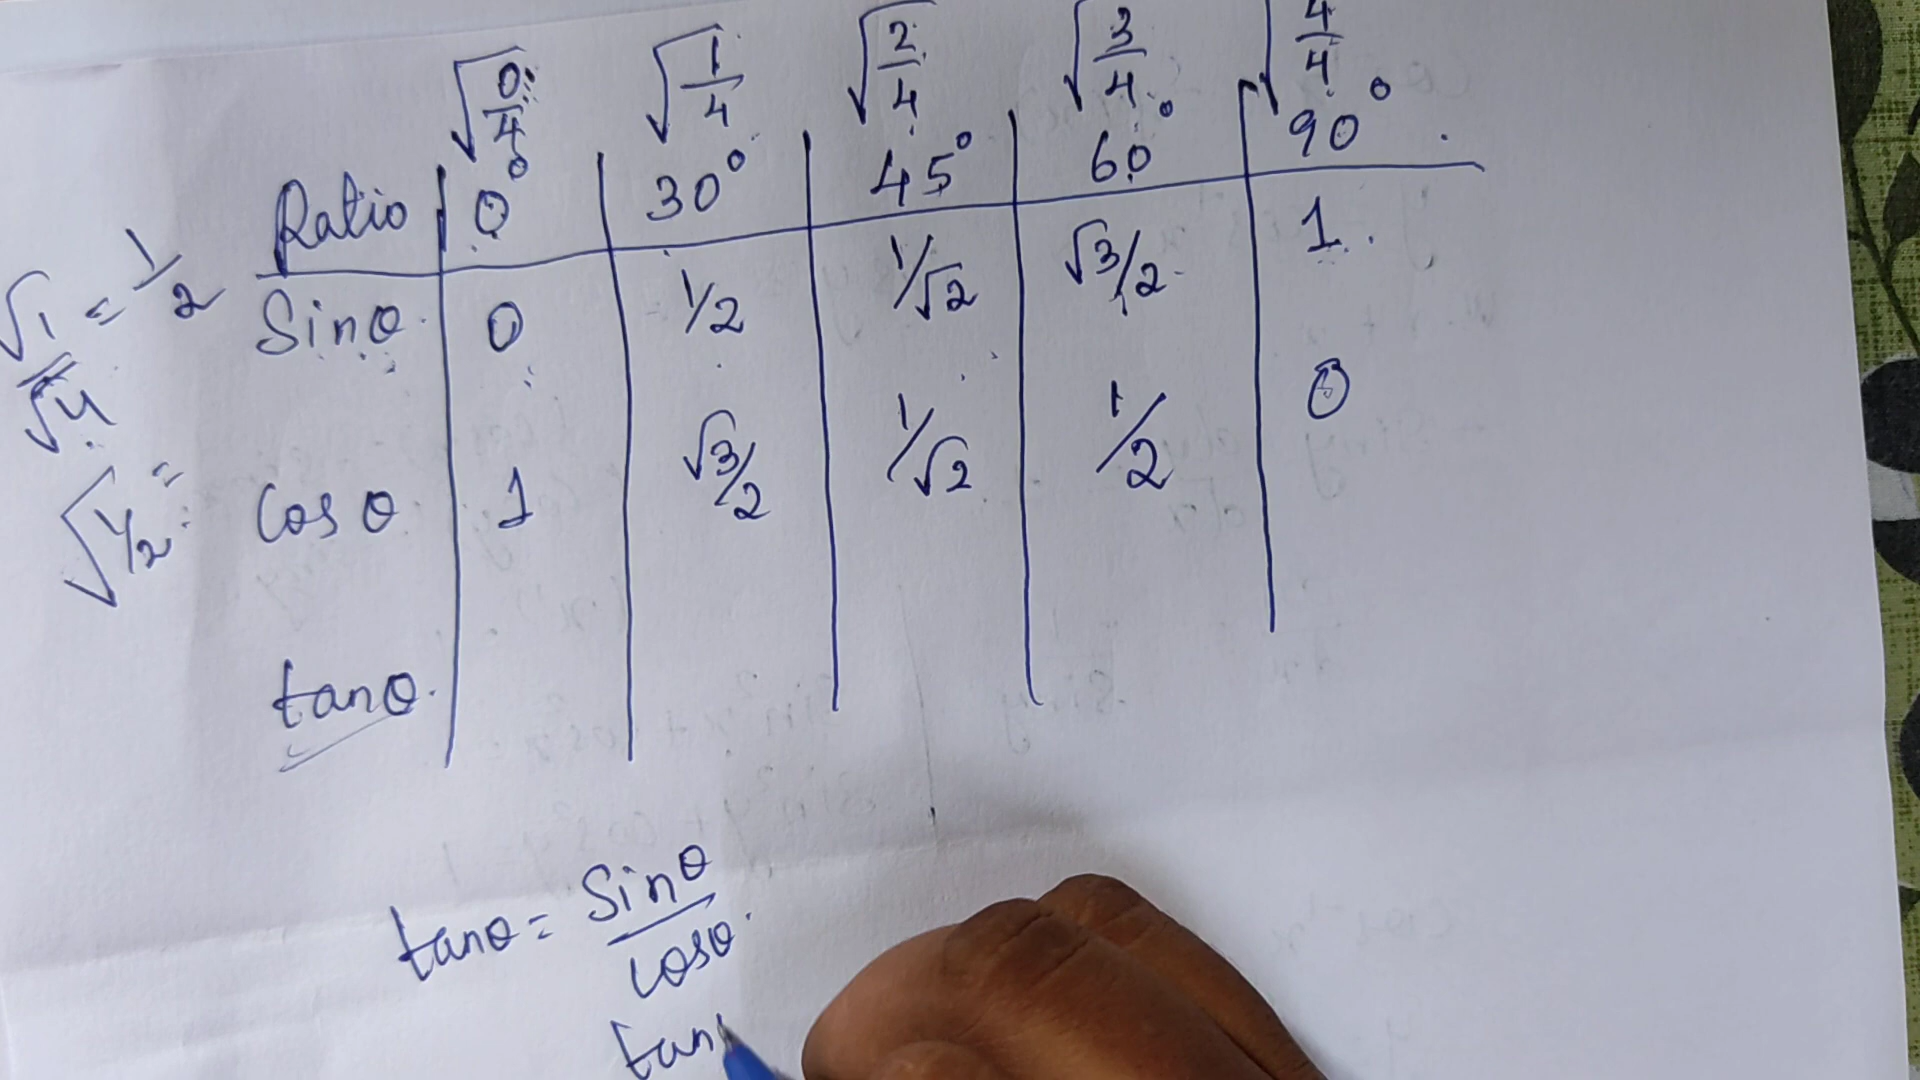 √0/4 √1/4 √2/4 √3/4 √4/4
Ratio 0° 30° 45° 60° 90°
Sinθ 0 1/2 1/√2 √3/2 1
Cosθ 1 √3/2 1/√2 1/2 0
tanθ
√1/√4 = 1/2
√1/2 =
tanθ = Sinθ/cosθ
tan